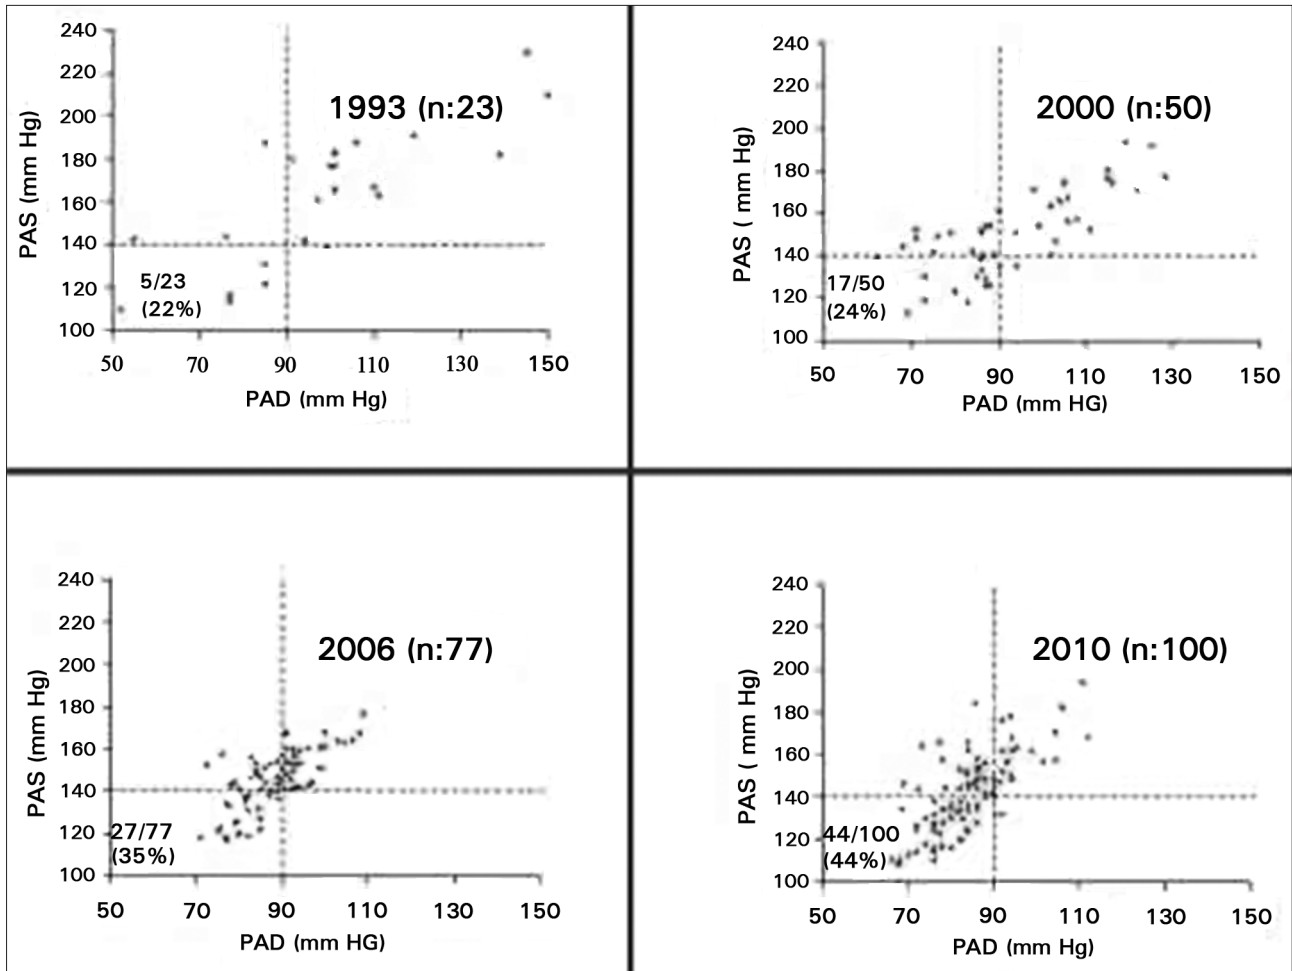 240
220
200
180
160
140
120
100
PAS (mm Hg)
1993 (n:23)
5/23
(22%)
50 70 90 110 130 150
PAD (mm Hg)
240
220
200
180
160
140
120
100
PAS ( mm Hg)
2000 (n:50)
17/50
(24%)
50 70 90 110 130 150
PAD (mm HG)
240
220
200
180
160
140
120
100
PAS (mm Hg)
2006 (n:77)
27/77
(35%)
50 70 90 110 130 150
PAD (mm HG)
240
220
200
180
160
140
120
100
PAS ( mm Hg)
2010 (n:100)
44/100
(44%)
50 70 90 110 130 150
PAD (mm Hg)